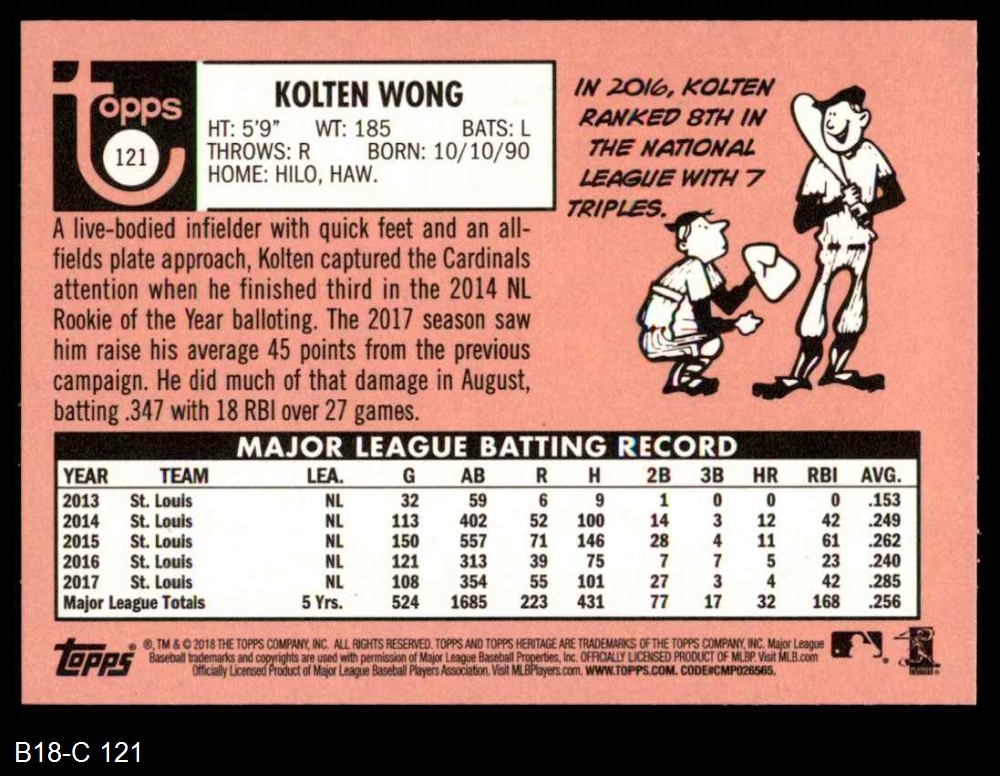 topps
121
KOLTEN WONG
HT: 5'9" WT: 185 BATS: L
THROWS: R BORN: 10/10/90
HOME: HILO, HAW.
IN 2016, KOLTEN
RANKED 8TH IN
THE NATIONAL
LEAGUE WITH 7
TRIPLES.
A live-bodied infielder with quick feet and an all-
fields plate approach, Kolten captured the Cardinals
attention when he finished third in the 2014 NL
Rookie of the Year balloting. The 2017 season saw
him raise his average 45 points from the previous
campaign. He did much of that damage in August,
batting .347 with 18 RBI over 27 games.
MAJOR LEAGUE BATTING RECORD
YEAR TEAM LEA. G AB R H 2B 3B HR RBI AVG.
2013 St. Louis NL 32 59 6 9 1 0 0 0 .153
2014 St. Louis NL 113 402 52 100 14 3 12 42 .249
2015 St. Louis NL 150 557 71 146 28 4 11 61 .262
2016 St. Louis NL 121 313 39 75 7 7 5 23 .240
2017 St. Louis NL 108 354 55 101 27 3 4 42 .285
Major League Totals 5 Yrs. 524 1685 223 431 77 17 32 168 .256
topps ®, TM & © 2018 THE TOPPS COMPANY, INC. ALL RIGHTS RESERVED. TOPPS AND TOPPS HERITAGE ARE TRADEMARKS OF THE TOPPS COMPANY, INC. Major League
Baseball trademarks and copyrights are used with permission of Major League Baseball Properties, Inc. OFFICIALLY LICENSED PRODUCT OF MLBP. Visit MLB.com
Officially Licensed Product of Major League Baseball Players Association. Visit MLBPlayers.com. WWW.TOPPS.COM. CODE#CMP026565.
B18-C 121